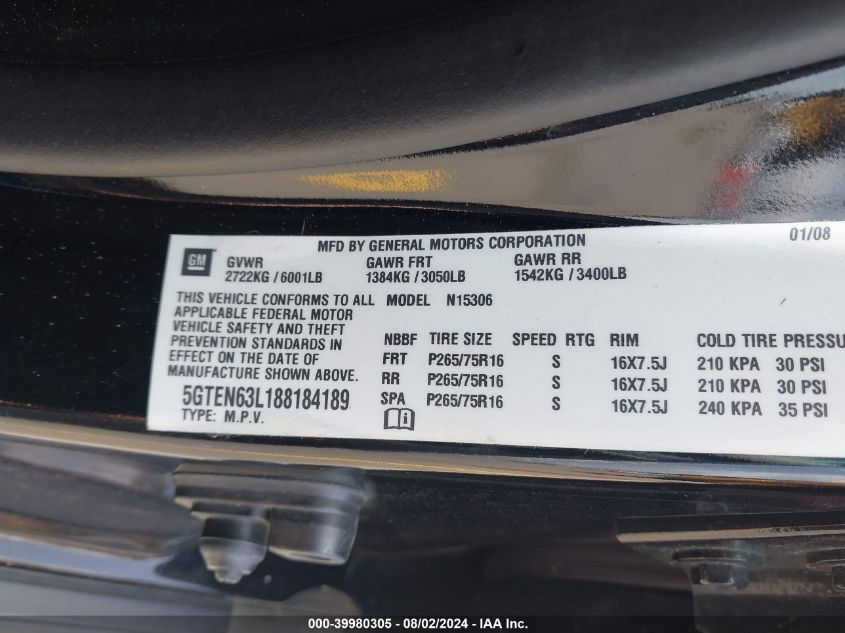 MFD BY GENERAL MOTORS CORPORATION 01/08
GM GVWR GAWR FRT GAWR RR
2722KG / 6001LB 1384KG / 3050LB 1542KG / 3400LB
THIS VEHICLE CONFORMS TO ALL MODEL N15306
APPLICABLE FEDERAL MOTOR
VEHICLE SAFETY AND THEFT
PREVENTION STANDARDS IN
EFFECT ON THE DATE OF
MANUFACTURE SHOWN ABOVE.
5GTEN63L188184189
TYPE: M.P.V.
NBBF TIRE SIZE SPEED RTG RIM COLD TIRE PRESSU
FRT P265/75R16 S 16X7.5J 210 KPA 30 PSI
RR P265/75R16 S 16X7.5J 210 KPA 30 PSI
SPA P265/75R16 S 16X7.5J 240 KPA 35 PSI
000-39980305 - 08/02/2024 - IAA Inc.